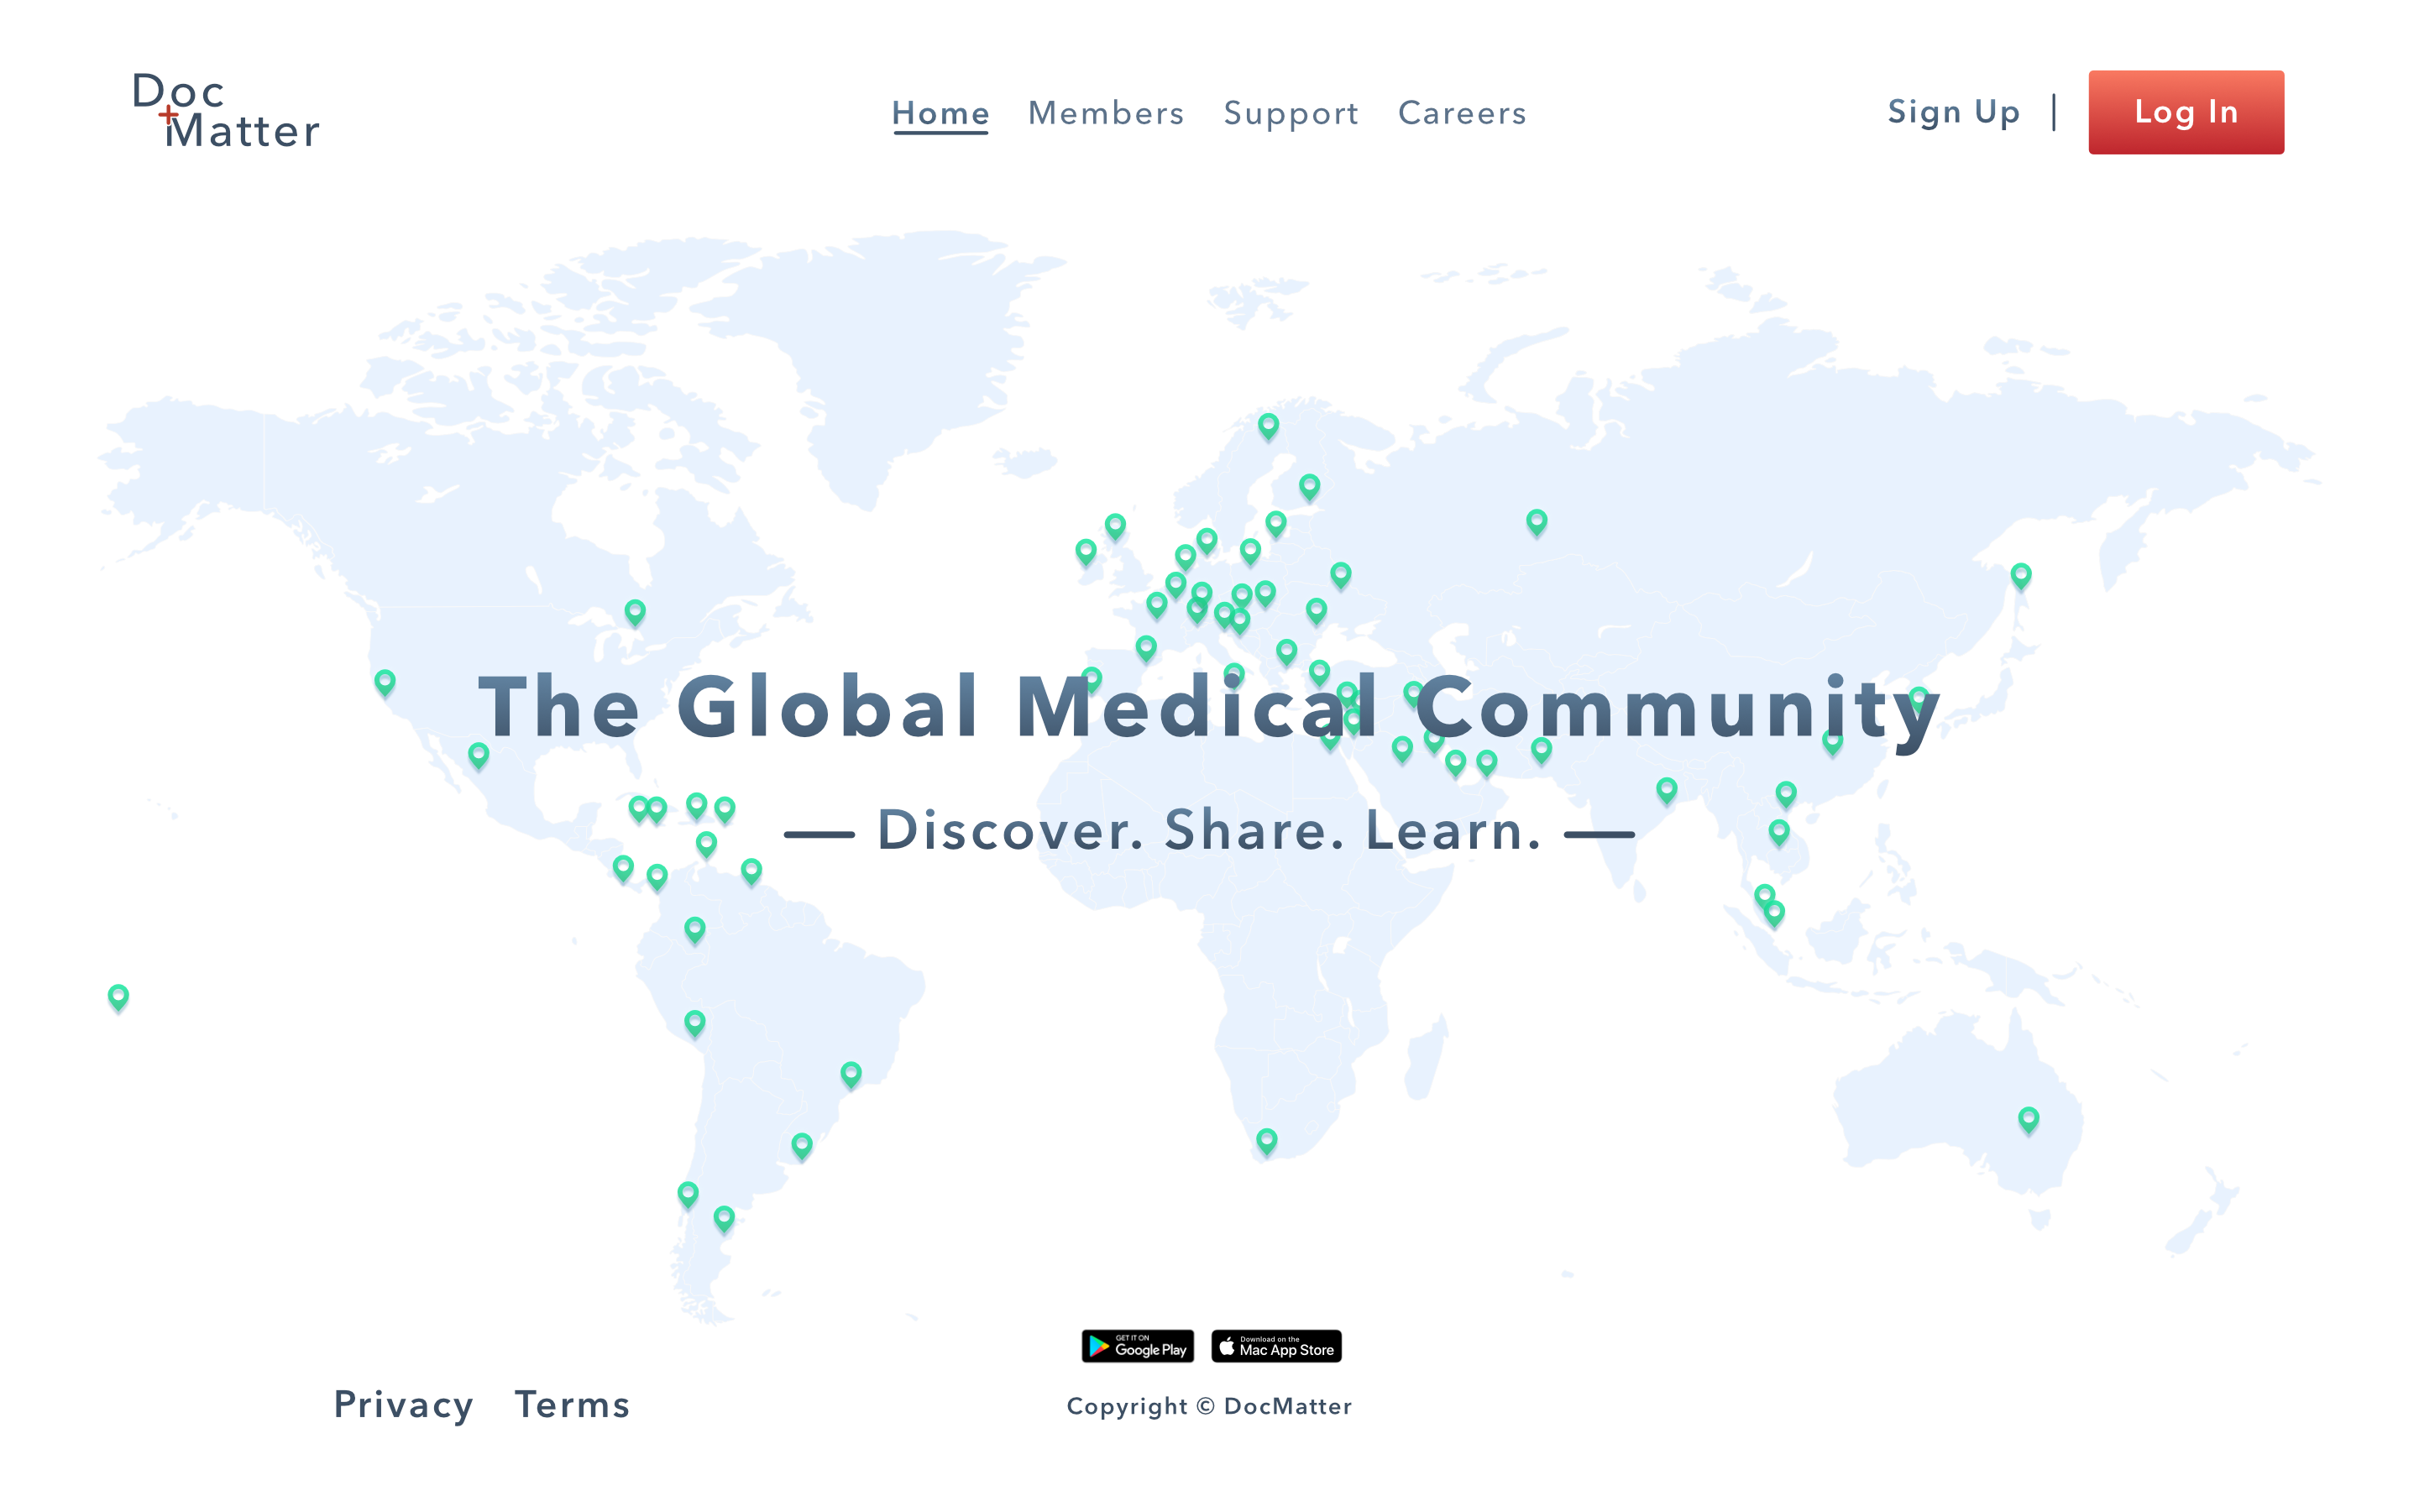 Doc
Matter
Home Members Support Careers
Sign Up | Log In
The Global Medical Community
Discover. Share. Learn.
GET IT ON
Google Play
Download on the
Mac App Store
Privacy Terms
Copyright © DocMatter